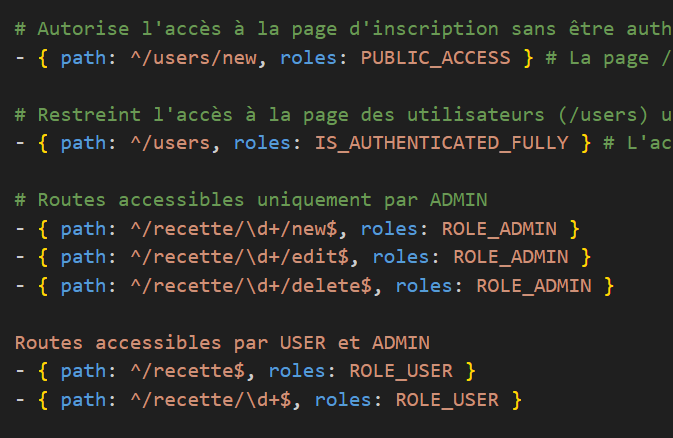 # Autorise l'accès à la page d'inscription sans être auth
- { path: ^/users/new, roles: PUBLIC_ACCESS } # La page /
# Restreint l'accès à la page des utilisateurs (/users) u
- { path: ^/users, roles: IS_AUTHENTICATED_FULLY } # L'ac
# Routes accessibles uniquement par ADMIN
- { path: ^/recette/\d+/new$, roles: ROLE_ADMIN }
- { path: ^/recette/\d+/edit$, roles: ROLE_ADMIN }
- { path: ^/recette/\d+/delete$, roles: ROLE_ADMIN }
Routes accessibles par USER et ADMIN
- { path: ^/recette$, roles: ROLE_USER }
- { path: ^/recette/\d+$, roles: ROLE_USER }